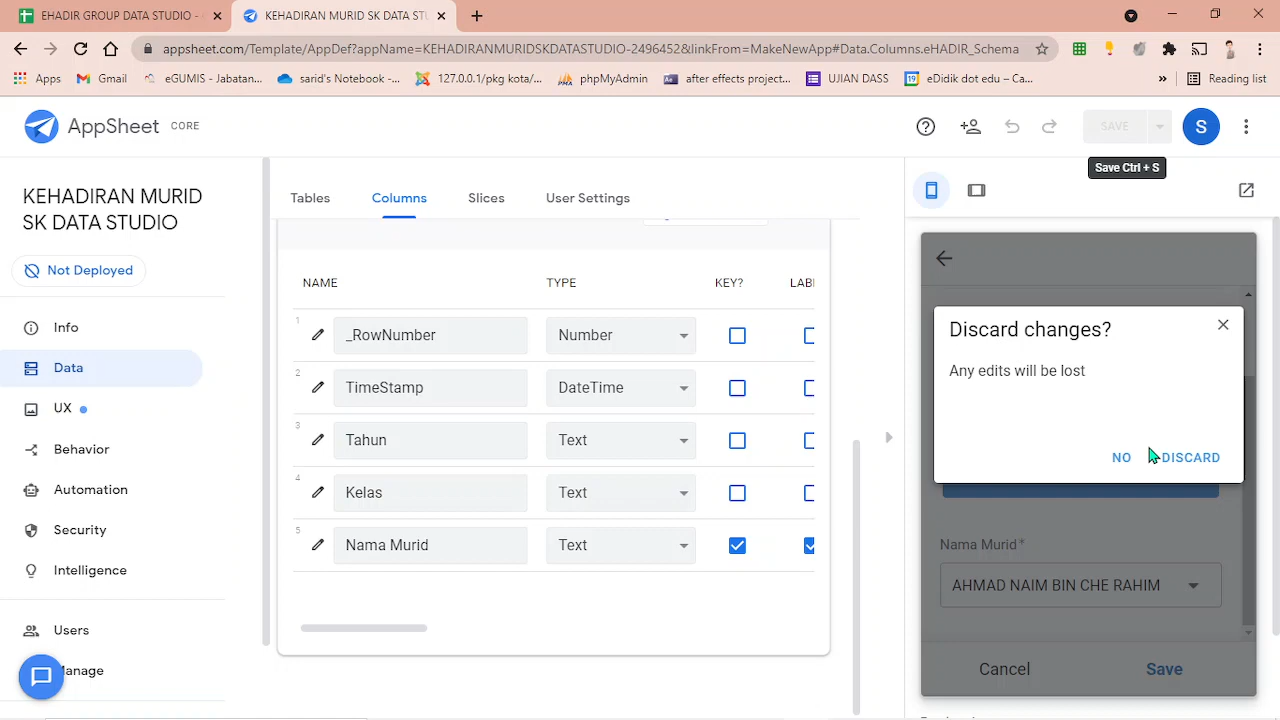 EHADIR GROUP DATA STUDIO -
KEHADIRAN MURID SK DATA STU
appsheet.com/Template/AppDef?appName=KEHADIRANMURIDSKDATASTUDIO-2496452&linkFrom=MakeNewApp#Data.Columns.eHADIR_Schema
Apps
Gmail
eGUMIS - Jabatan...
sarid's Notebook -...
127.0.0.1/pkg kota/...
phpMyAdmin
after effects project...
UJIAN DASS
eDidik dot edu – Ca...
»
Reading list
AppSheet CORE
SAVE
S
Save Ctrl + S
KEHADIRAN MURID
SK DATA STUDIO
Not Deployed
Info
Data
UX
Behavior
Automation
Security
Intelligence
Users
Manage
Tables
Columns
Slices
User Settings
NAME TYPE KEY? LABE
1 _RowNumber Number
2 TimeStamp DateTime
3 Tahun Text
4 Kelas Text
5 Nama Murid Text
Discard changes?
Any edits will be lost
NO DISCARD
Nama Murid*
AHMAD NAIM BIN CHE RAHIM
Cancel Save